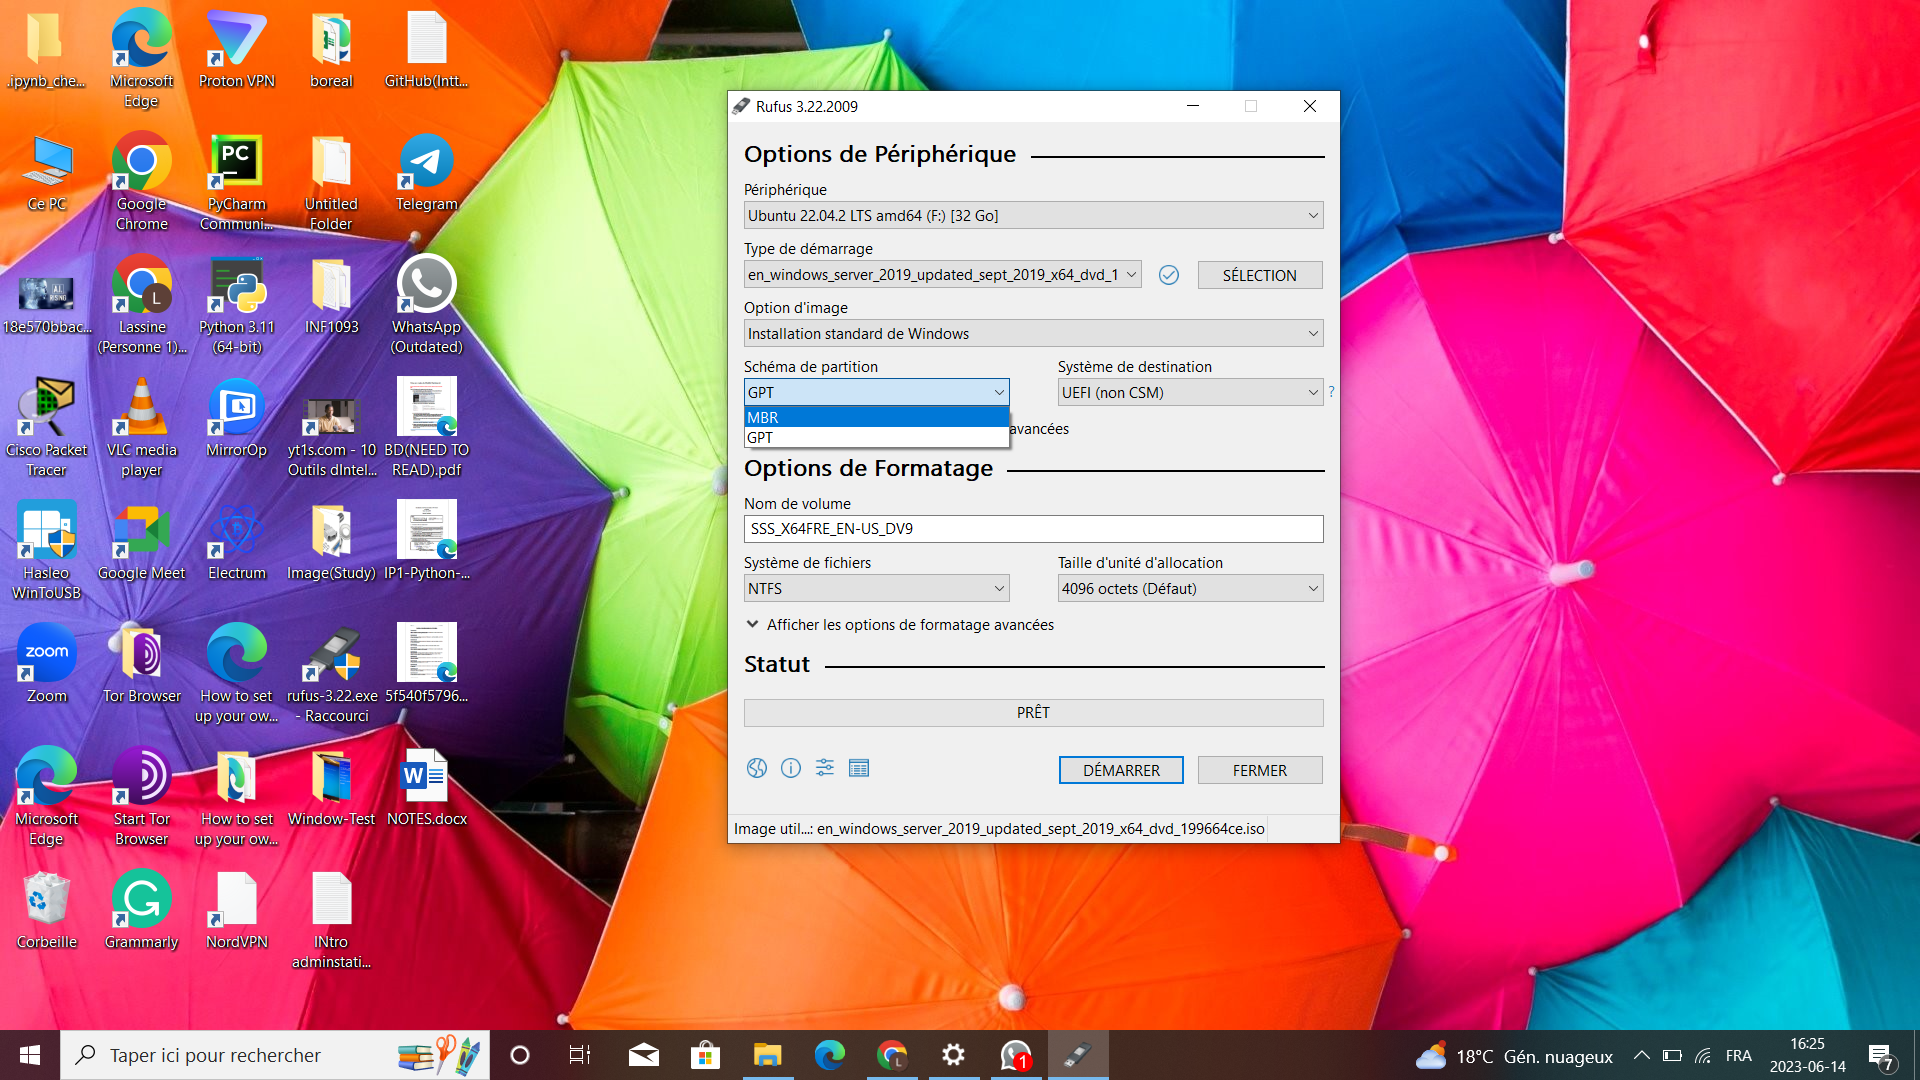 .ipynb_che...
Microsoft
Edge
Proton VPN
boreal
GitHub(Intt...
Ce PC
Google
Chrome
PC
PyCharm
Communi...
Untitled
Folder
Telegram
A.I.
RISING
18e570bbac...
L
Lassine
(Personne 1)...
Python 3.11
(64-bit)
INF1093
WhatsApp
(Outdated)
Cisco Packet
Tracer
VLC media
player
MirrorOp
yt1s.com - 10
Outils dIntel...
BD(NEED TO
READ).pdf
Hasleo
WinToUSB
Google Meet
Electrum
Image(Study)
IP1-Python-...
zoom
Zoom
Tor Browser
How to set
up your ow...
rufus-3.22.exe
- Raccourci
5f540f5796...
Microsoft
Edge
Start Tor
Browser
How to set
up your ow...
Window-Test
W
NOTES.docx
Corbeille
G
Grammarly
NordVPN
INtro
adminstati...
Rufus 3.22.2009
Options de Périphérique
Périphérique
Ubuntu 22.04.2 LTS amd64 (F:) [32 Go]
Type de démarrage
en_windows_server_2019_updated_sept_2019_x64_dvd_1
SÉLECTION
Option d'image
Installation standard de Windows
Schéma de partition
Système de destination
GPT
UEFI (non CSM)
?
MBR
GPT
avancées
Options de Formatage
Nom de volume
SSS_X64FRE_EN-US_DV9
Système de fichiers
Taille d'unité d'allocation
NTFS
4096 octets (Défaut)
Afficher les options de formatage avancées
Statut
PRÊT
DÉMARRER
FERMER
Image util...: en_windows_server_2019_updated_sept_2019_x64_dvd_199664ce.iso
Taper ici pour rechercher
L
1
18°C Gén. nuageux
FRA
16:25
2023-06-14
7